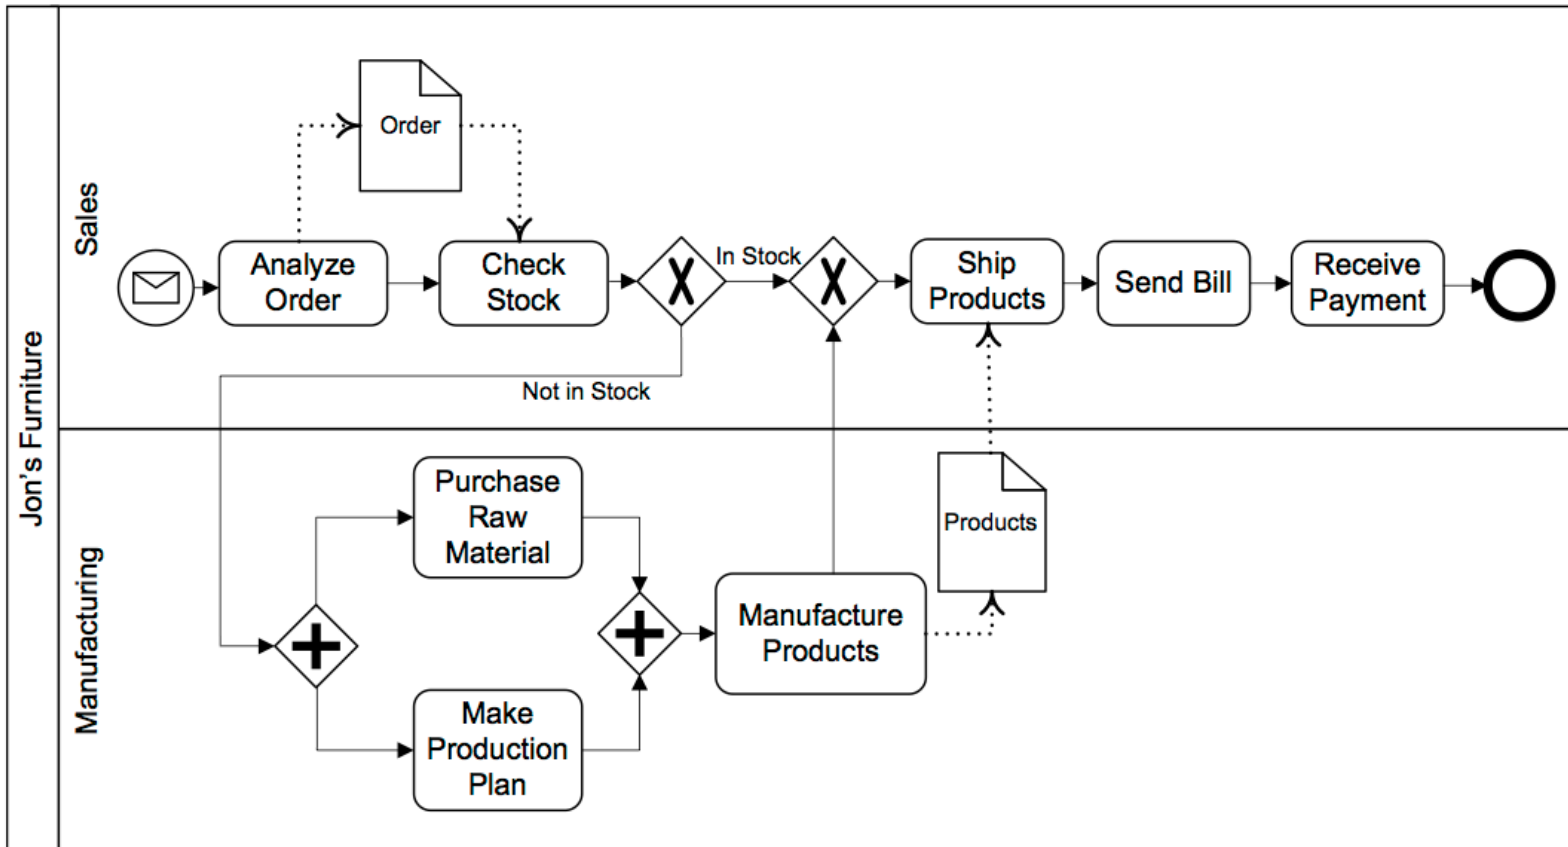 Jon's Furniture
Sales
Order
Analyze
Order
Check
Stock
In Stock
Ship
Products
Send Bill
Receive
Payment
Not in Stock
Manufacturing
Purchase
Raw
Material
Products
Manufacture
Products
Make
Production
Plan